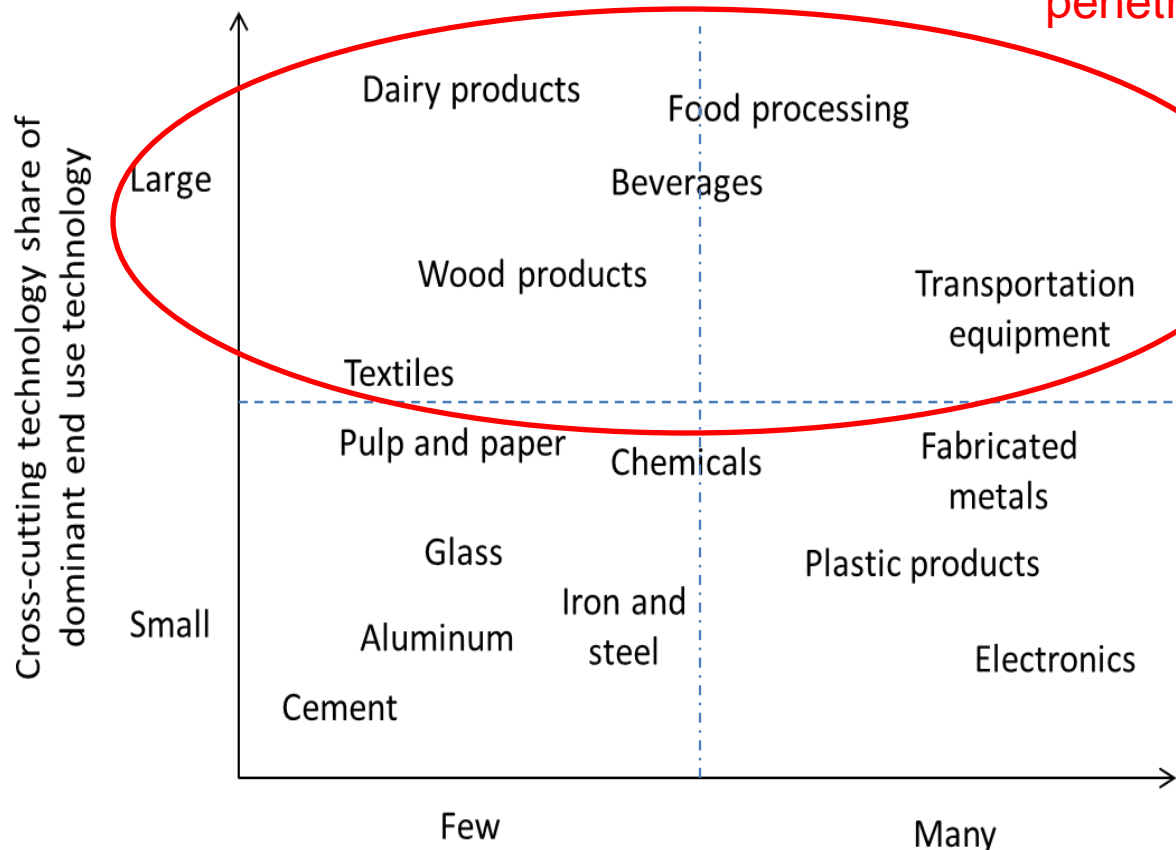 Cross-cutting technology share of
dominant end use technology
Dairy products
Food processing
Large
Beverages
Wood products
Transportation
equipment
Textiles
Pulp and paper
Chemicals
Fabricated
metals
Glass
Plastic products
Iron and
steel
Small
Aluminum
Electronics
Cement
Few
Many